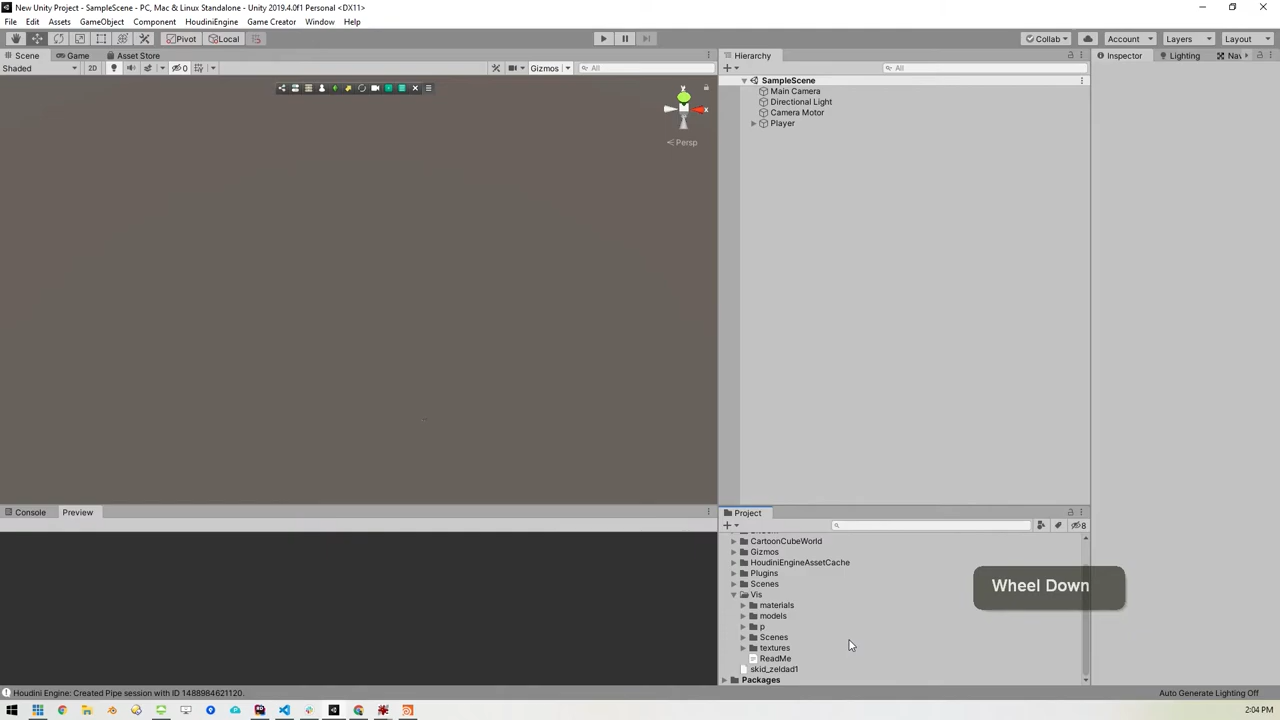 New Unity Project - SampleScene - PC, Mac & Linux Standalone - Unity 2019.4.0f1 Personal <DX11>
File Edit Assets GameObject Component HoudiniEngine Game Creator Window Help
Pivot Local Collab Account Layers Layout
Scene Game Asset Store
Shaded 2D 0 Gizmos All
y
x
Persp
Hierarchy
All
SampleScene
Main Camera
Directional Light
Camera Motor
Player
Inspector Lighting Nav
Console Preview
Project
8
CartoonCubeWorld
Gizmos
HoudiniEngineAssetCache
Plugins
Scenes
Vis
materials
models
p
Scenes
textures
ReadMe
skid_zeldad1
Packages
Wheel Down
Houdini Engine: Created Pipe session with ID 1488984621120.
Auto Generate Lighting Off
2:04 PM